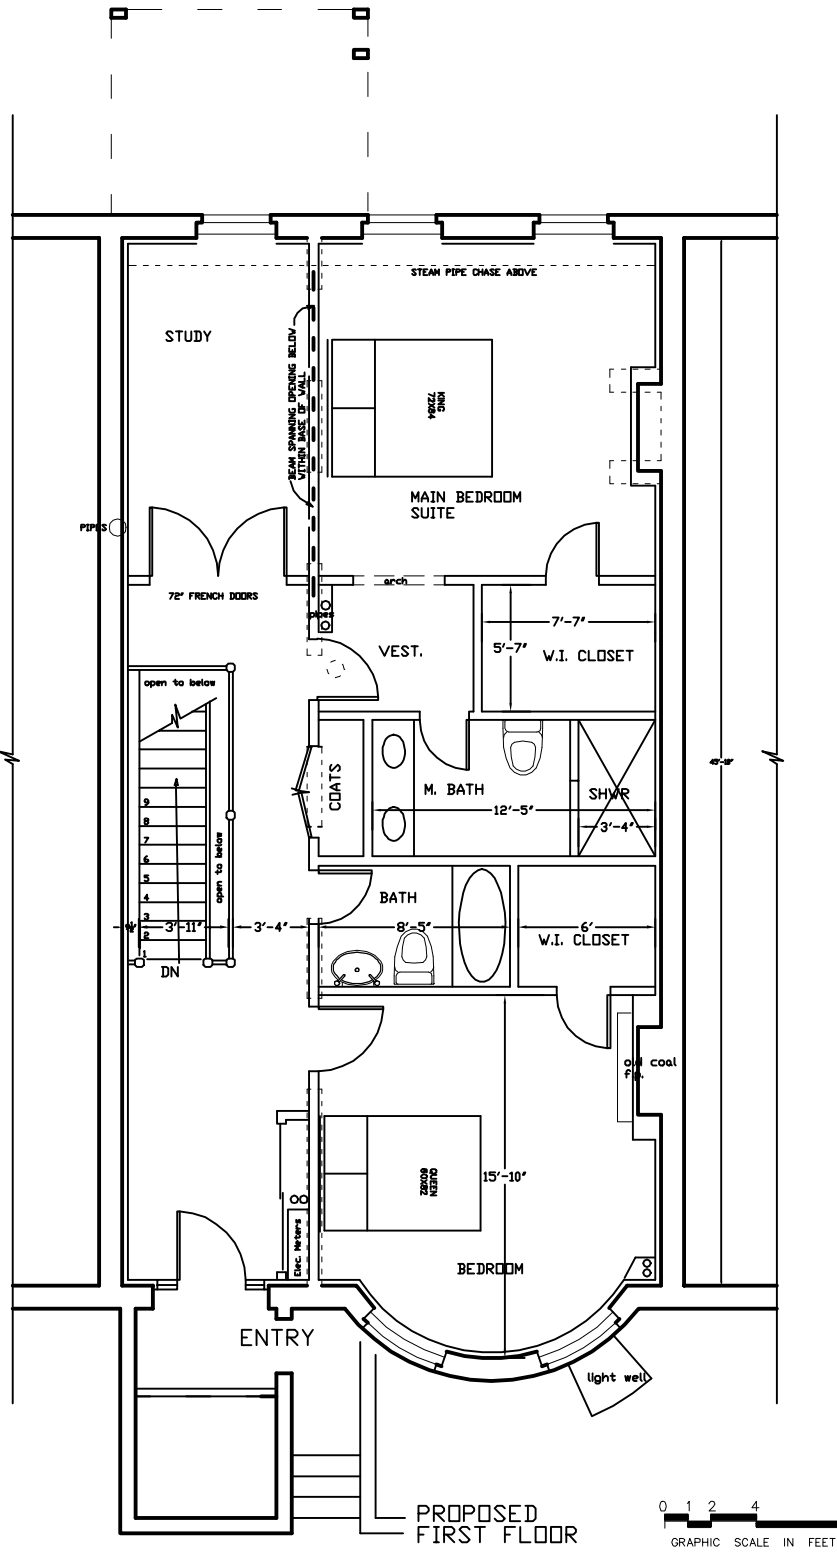 STEAM PIPE CHASE ABOVE
STUDY
BEAM SPANNING OPENING BELOW
WITHIN BASE OF WALL
KING
72X84
MAIN BEDROOM
SUITE
PIPES
arch
72" FRENCH DOORS
pipes
7'-7"
5'-7"
VEST.
W.I. CLOSET
open to below
COATS
M. BATH
SHWR
12'-5"
3'-4"
9
8
7
6
5
4
3
2
1
open to below
BATH
3'-11"
3'-4"
8'-5"
6'
W.I. CLOSET
DN
old coal
f.p.
QUEEN
60X82
15'-10"
Elec. Meters
BEDROOM
ENTRY
light well
PROPOSED
FIRST FLOOR
0 1 2 4
GRAPHIC SCALE IN FEET